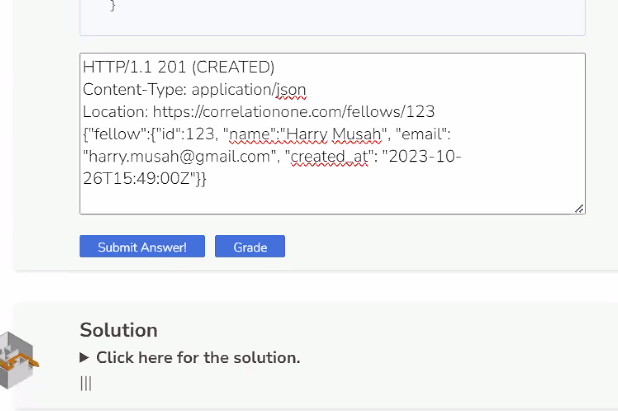 }
HTTP/1.1 201 (CREATED)
Content-Type: application/json
Location: https://correlationone.com/fellows/123
{"fellow":{"id":123, "name":"Harry Musah", "email":
"harry.musah@gmail.com", "created_at": "2023-10-
26T15:49:00Z"}}
Submit Answer! Grade
Solution
▶ Click here for the solution.
|||